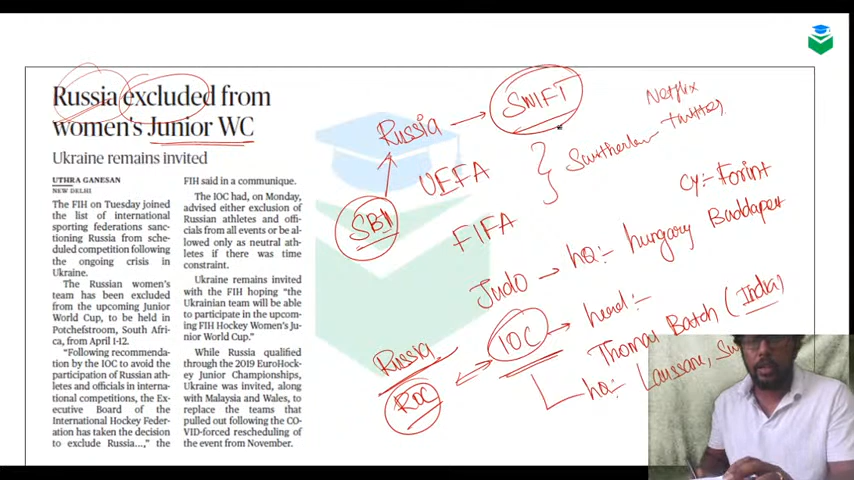 Russia excluded from
women's Junior WC
Ukraine remains invited
UTHRA GANESAN
NEW DELHI
The FIH on Tuesday joined
the list of international
sporting federations sanc-
tioning Russia from sche-
duled competition following
the ongoing crisis in
Ukraine.
The Russian women's
team has been excluded
from the upcoming Junior
World Cup, to be held in
Potchefstroom, South Afri-
ca, from April 1-12.
"Following recommenda-
tion by the IOC to avoid the
participation of Russian ath-
letes and officials in interna-
tional competitions, the Ex-
ecutive Board of the
International Hockey Feder-
ation has taken the decision
to exclude Russia...," the
FIH said in a communique.
The IOC had, on Monday,
advised either exclusion of
Russian athletes and offi-
cials from all events or be al-
lowed only as neutral ath-
letes if there was time
constraint.
Ukraine remains invited
with the FIH hoping "the
Ukrainian team will be able
to participate in the upcom-
ing FIH Hockey Women's Ju-
nior World Cup."
While Russia qualified
through the 2019 EuroHoc-
key Junior Championships,
Ukraine was invited, along
with Malaysia and Wales, to
replace the teams that
pulled out following the CO-
VID-forced rescheduling of
the event from November.
Russia → SWIFT
Netflix
Twitter
UEFA
SBI
FIFA
cy:- Forint
Judo → hQ:- hungary Buddapest
IOC → head:-
Thomas Batch (India)
Russia
ROC
hQ:-